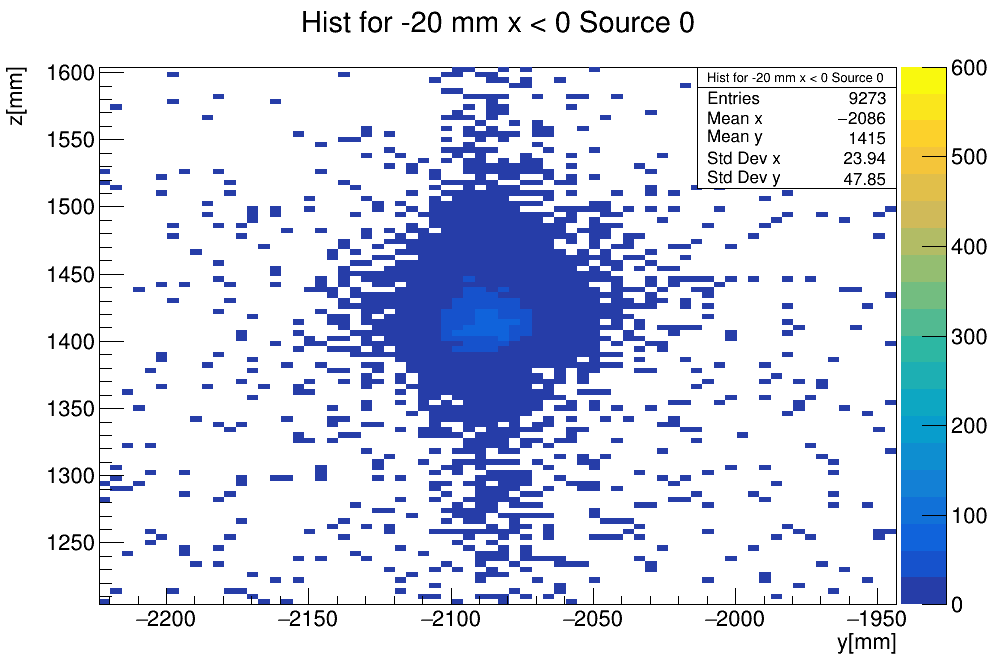 Hist for -20 mm x < 0 Source 0
z[mm]
1600
1550
1500
1450
1400
1350
1300
1250
Hist for -20 mm x < 0 Source 0
Entries 9273
Mean x −2086
Mean y 1415
Std Dev x 23.94
Std Dev y 47.85
600
500
400
300
200
100
0
−2200 −2150 −2100 −2050 −2000 −1950
y[mm]